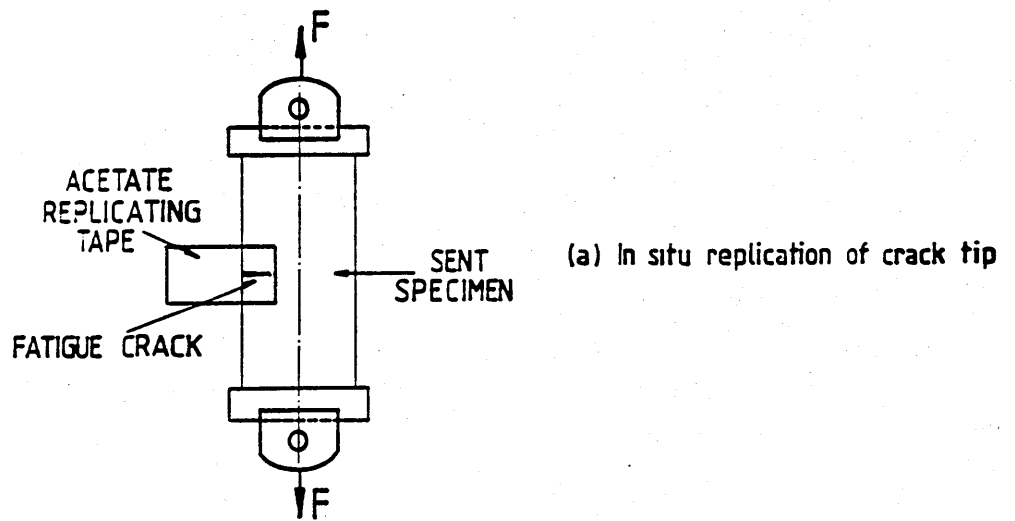 F
ACETATE
REPLICATING
TAPE
(a) In situ replication of crack tip
SENT
SPECIMEN
FATIGUE CRACK
F